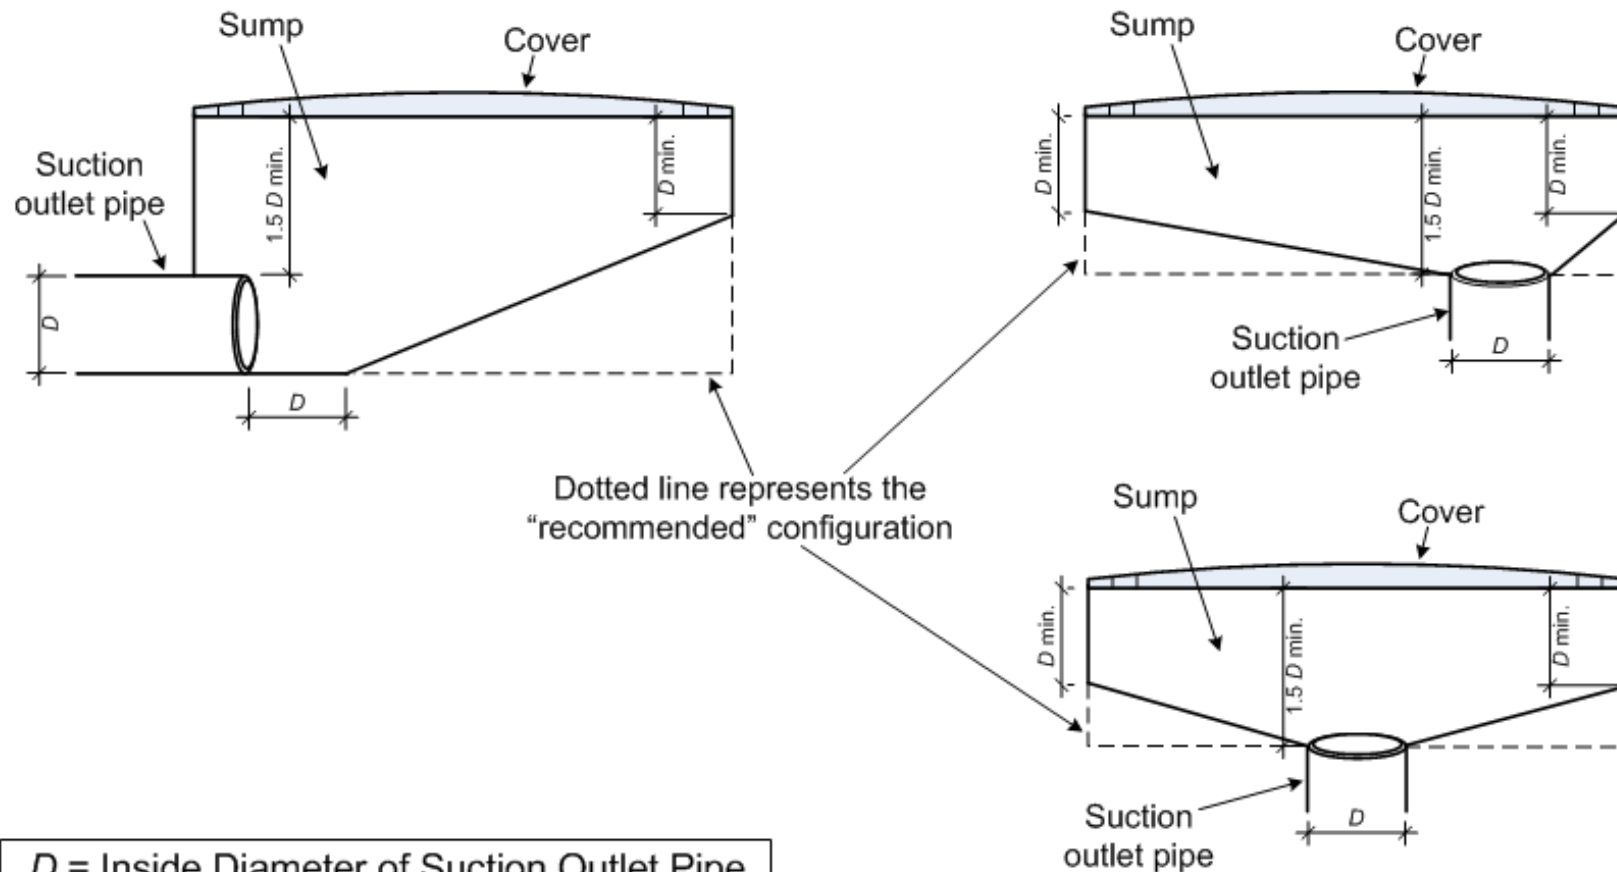 Sump
Cover
Suction
outlet pipe
1.5 D min.
D min.
D
D
Sump
Cover
D min.
1.5 D min.
D min.
Suction
outlet pipe
D
Dotted line represents the
“recommended” configuration
Sump
Cover
D min.
1.5 D min.
D min.
Suction
outlet pipe
D
D = Inside Diameter of Suction Outlet Pipe